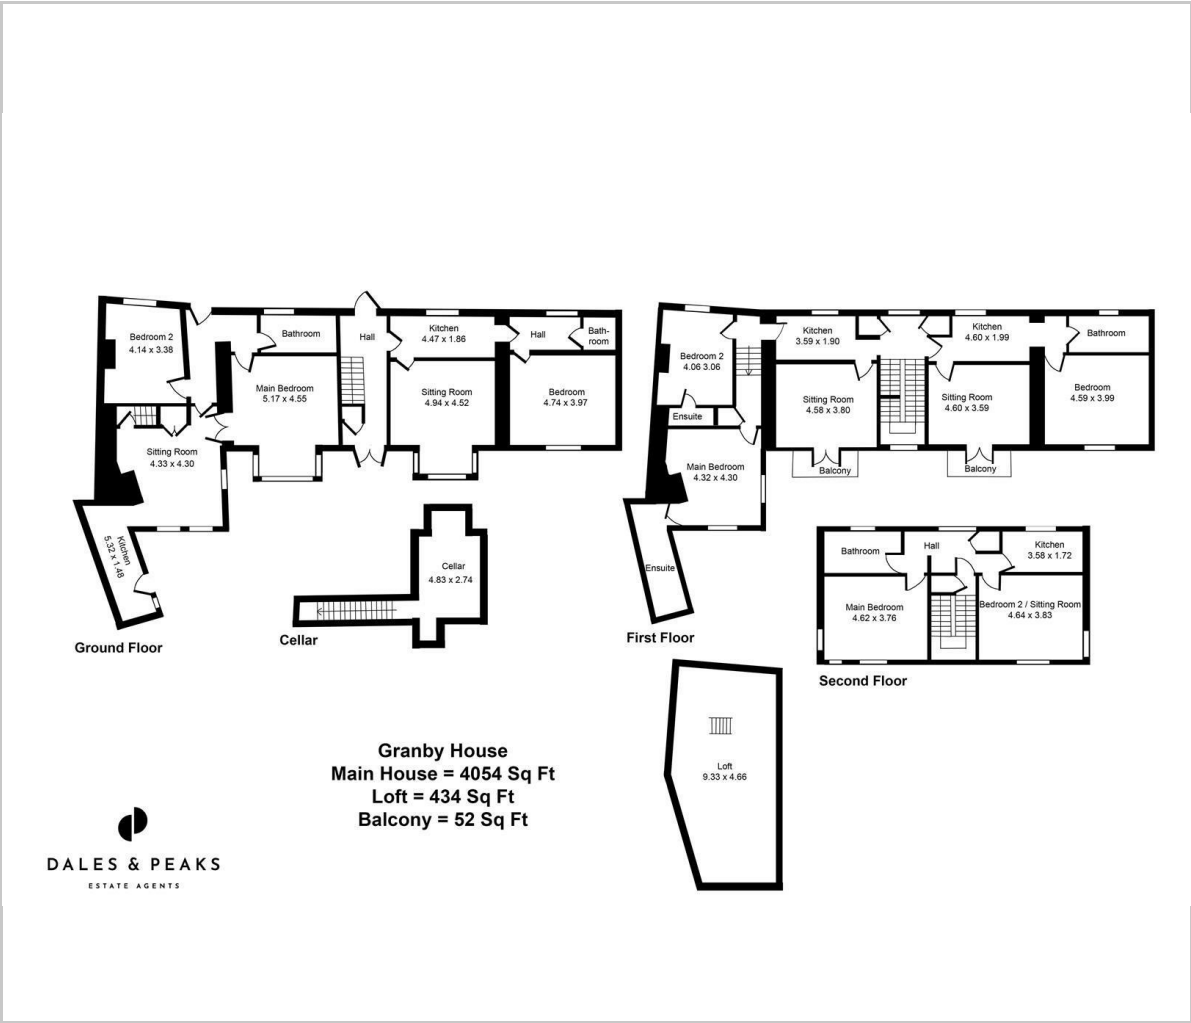 Bedroom 2
4.14 x 3.38
Bathroom
Hall
Kitchen
4.47 x 1.86
Hall
Bath-
room
Main Bedroom
5.17 x 4.55
Sitting Room
4.94 x 4.52
Bedroom
4.74 x 3.97
Sitting Room
4.33 x 4.30
Kitchen
5.32 x 1.48
Ground Floor
Cellar
4.83 x 2.74
Cellar
Bedroom 2
4.06 3.06
Kitchen
3.59 x 1.90
Kitchen
4.60 x 1.99
Bathroom
Ensuite
Sitting Room
4.58 x 3.80
Sitting Room
4.60 x 3.59
Bedroom
4.59 x 3.99
Main Bedroom
4.32 x 4.30
Balcony
Balcony
Ensuite
First Floor
Bathroom
Hall
Kitchen
3.58 x 1.72
Main Bedroom
4.62 x 3.76
Bedroom 2 / Sitting Room
4.64 x 3.83
Second Floor
Loft
9.33 x 4.66
Granby House
Main House = 4054 Sq Ft
Loft = 434 Sq Ft
Balcony = 52 Sq Ft
DALES & PEAKS
ESTATE AGENTS